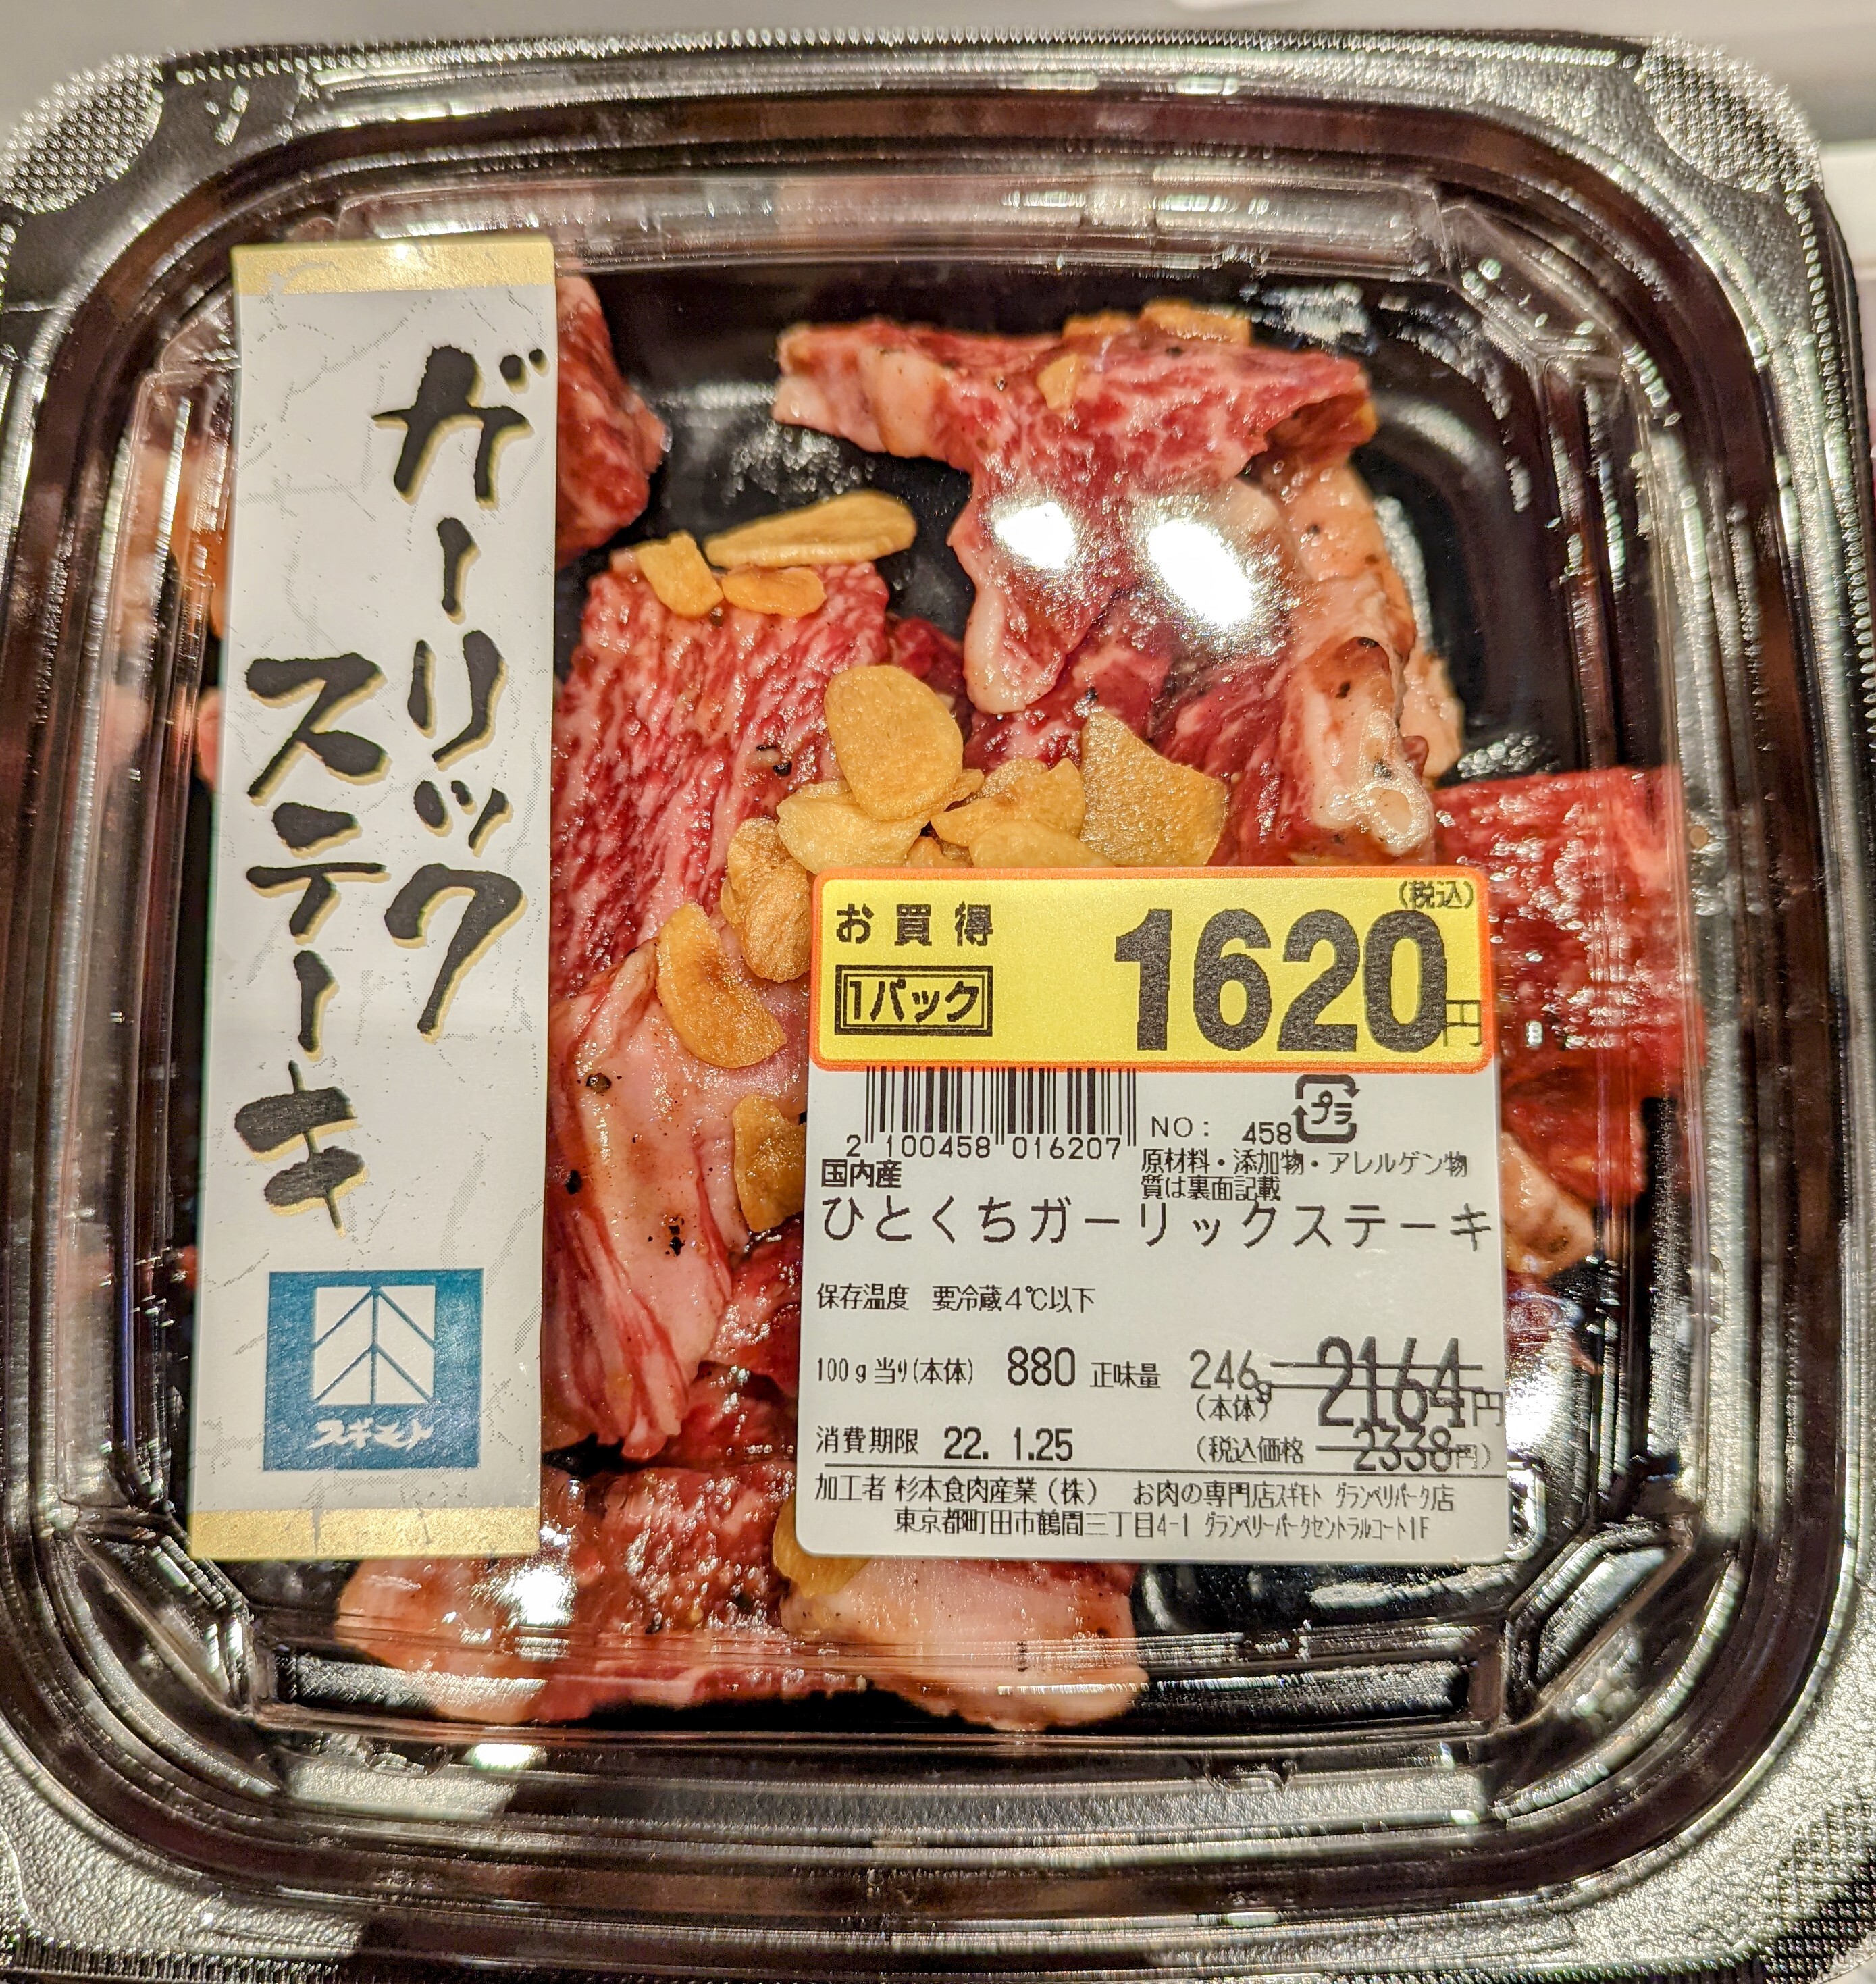 ガーリック
ステーキ
スギモト
お買得
(税込)
1パック
1620円
2 100458 016207
NO: 458
プラ
国内産
原材料・添加物・アレルゲン物
質は裏面記載
ひとくちガーリックステーキ
保存温度 要冷蔵4℃以下
100g当り(本体) 880 正味量 246g 2164
(本体) 2164円
消費期限 22. 1.25 (税込価格 2338円)
加工者 杉本食肉産業(株) お肉の専門店スギモト グランベリーパーク店
東京都町田市鶴間三丁目4-1 グランベリーパークセントラルコート1F